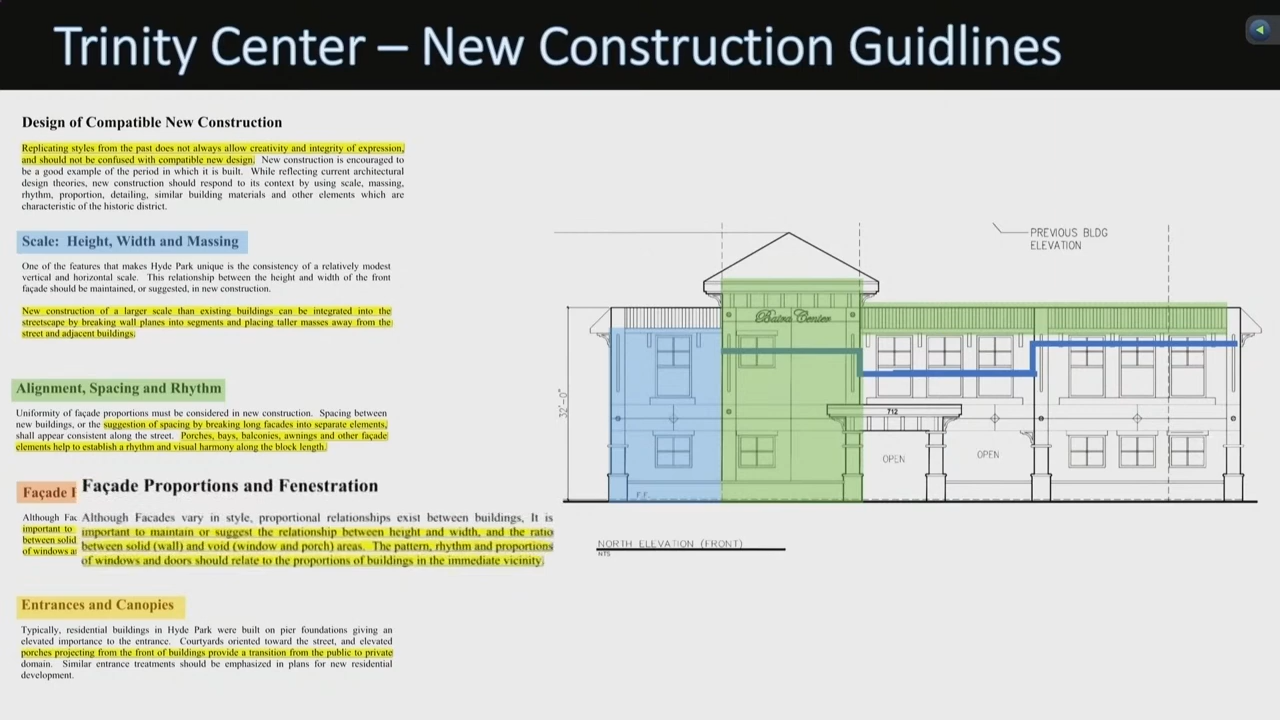 Trinity Center – New Construction Guidlines
Design of Compatible New Construction
Replicating styles from the past does not always allow creativity and integrity of expression,
and should not be confused with compatible new design. New construction is encouraged to
be a good example of the period in which it is built. While reflecting current architectural
design theories, new construction should respond to its context by using scale, massing,
rhythm, proportion, detailing, similar building materials and other elements which are
characteristic of the historic district.
Scale: Height, Width and Massing
One of the features that makes Hyde Park unique is the consistency of a relatively modest
vertical and horizontal scale. This relationship between the height and width of the front
façade should be maintained, or suggested, in new construction.
New construction of a larger scale than existing buildings can be integrated into the
streetscape by breaking wall planes into segments and placing taller masses away from the
street and adjacent buildings.
Alignment, Spacing and Rhythm
Uniformity of façade proportions must be considered in new construction. Spacing between
new buildings, or the suggestion of spacing by breaking long facades into separate elements,
shall appear consistent along the street. Porches, bays, balconies, awnings and other façade
elements help to establish a rhythm and visual harmony along the block length.
Façade
Façade Proportions and Fenestration
Although Fac
important to
between solid
of windows a
Although Facades vary in style, proportional relationships exist between buildings, It is
important to maintain or suggest the relationship between height and width, and the ratio
between solid (wall) and void (window and porch) areas. The pattern, rhythm and proportions
of windows and doors should relate to the proportions of buildings in the immediate vicinity.
Entrances and Canopies
Typically, residential buildings in Hyde Park were built on pier foundations giving an
elevated importance to the entrance. Courtyards oriented toward the street, and elevated
porches projecting from the front of buildings provide a transition from the public to private
domain. Similar entrance treatments should be emphasized in plans for new residential
development.
PREVIOUS BLDG
ELEVATION
Batra Center
32'-0"
712
OPEN
OPEN
F.F.
NORTH ELEVATION (FRONT)
NTS